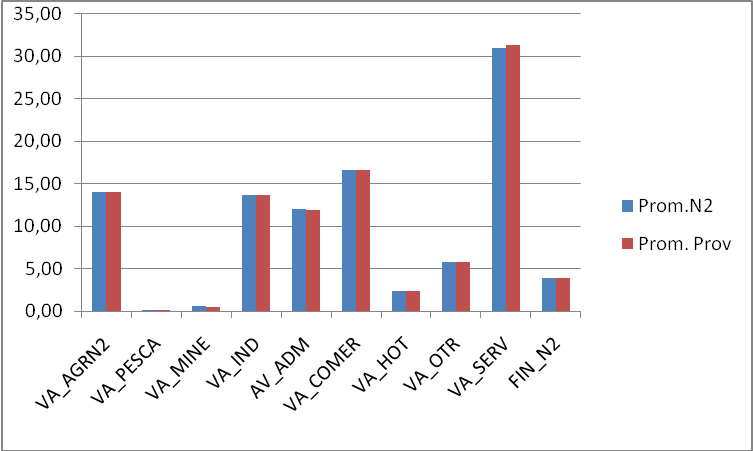 35,00
30,00
25,00
20,00
15,00
10,00
5,00
0,00
VA_AGRN2
VA_PESCA
VA_MINE
VA_IND
AV_ADM
VA_COMER
VA_HOT
VA_OTR
VA_SERV
FIN_N2
Prom.N2
Prom. Prov